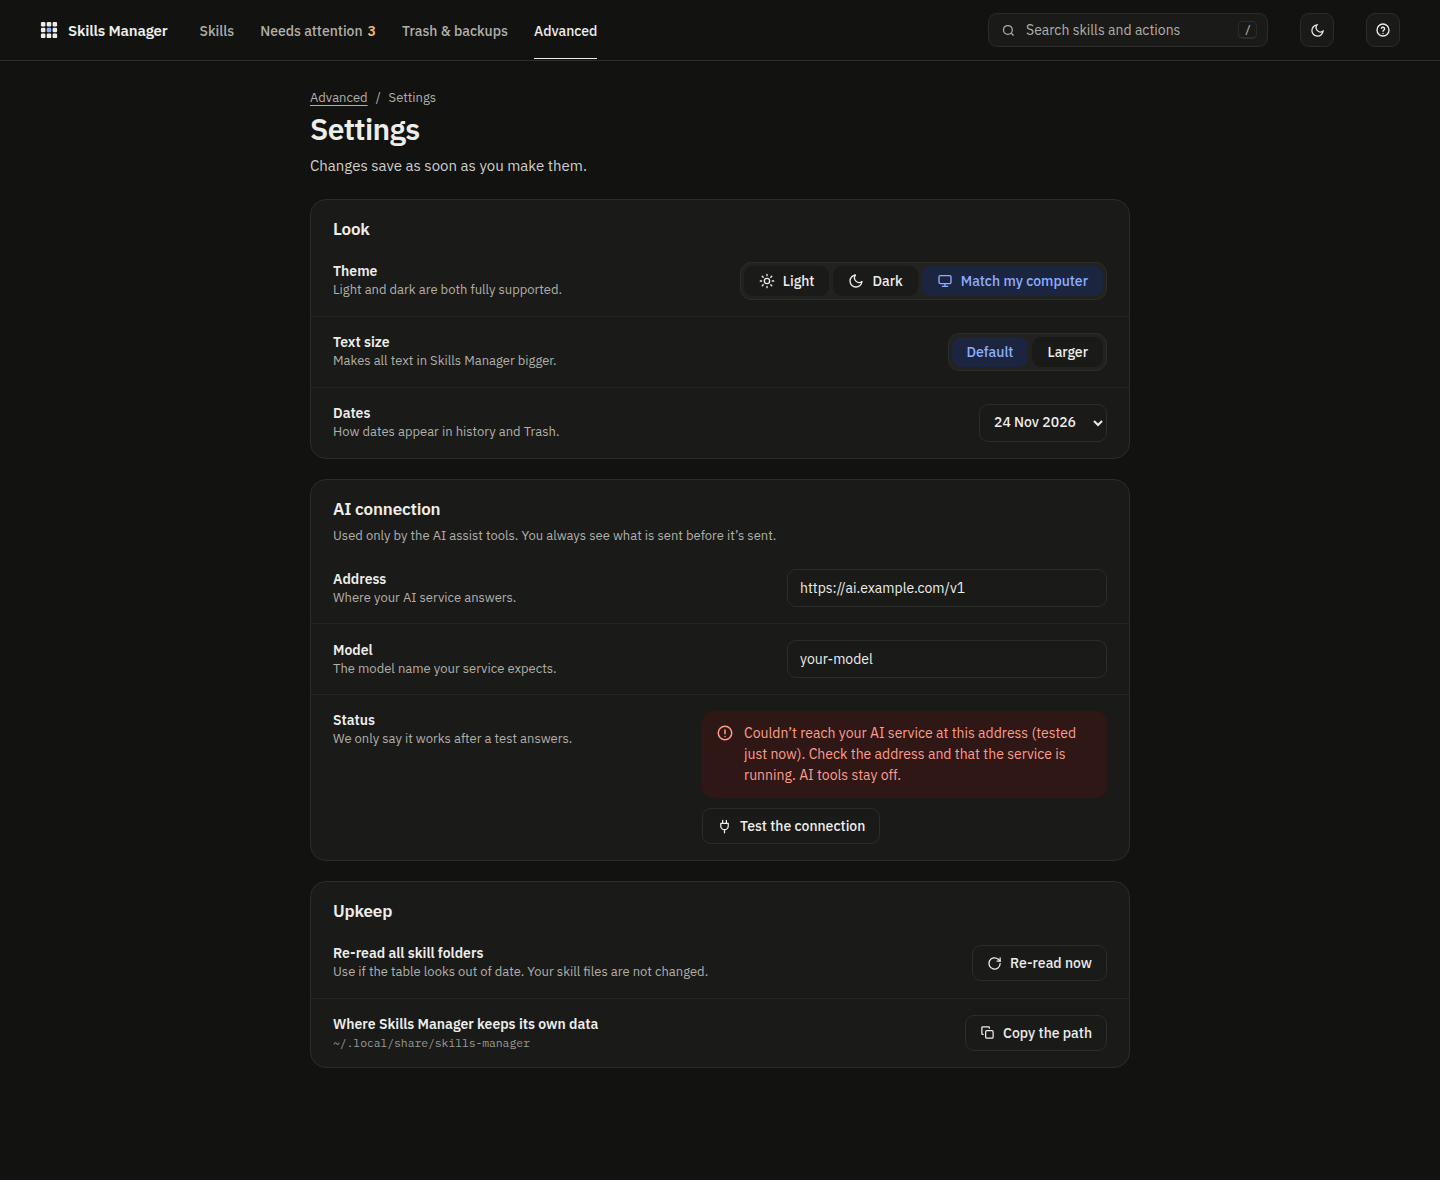 Skills Manager
Skills
Needs attention 3
Trash & backups
Advanced
Search skills and actions
/
Advanced / Settings
Settings
Changes save as soon as you make them.
Look
Theme
Light and dark are both fully supported.
Light
Dark
Match my computer
Text size
Makes all text in Skills Manager bigger.
Default
Larger
Dates
How dates appear in history and Trash.
24 Nov 2026
AI connection
Used only by the AI assist tools. You always see what is sent before it’s sent.
Address
Where your AI service answers.
https://ai.example.com/v1
Model
The model name your service expects.
your-model
Status
We only say it works after a test answers.
Couldn’t reach your AI service at this address (tested
just now). Check the address and that the service is
running. AI tools stay off.
Test the connection
Upkeep
Re-read all skill folders
Use if the table looks out of date. Your skill files are not changed.
Re-read now
Where Skills Manager keeps its own data
~/.local/share/skills-manager
Copy the path